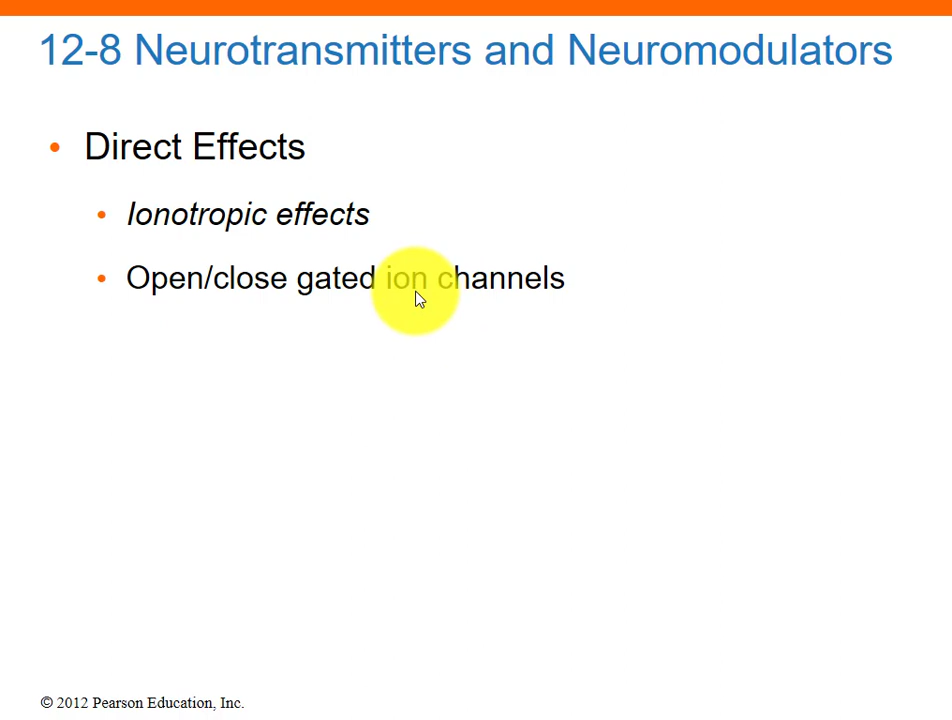 12-8 Neurotransmitters and Neuromodulators
• Direct Effects
• Ionotropic effects
• Open/close gated ion channels
© 2012 Pearson Education, Inc.